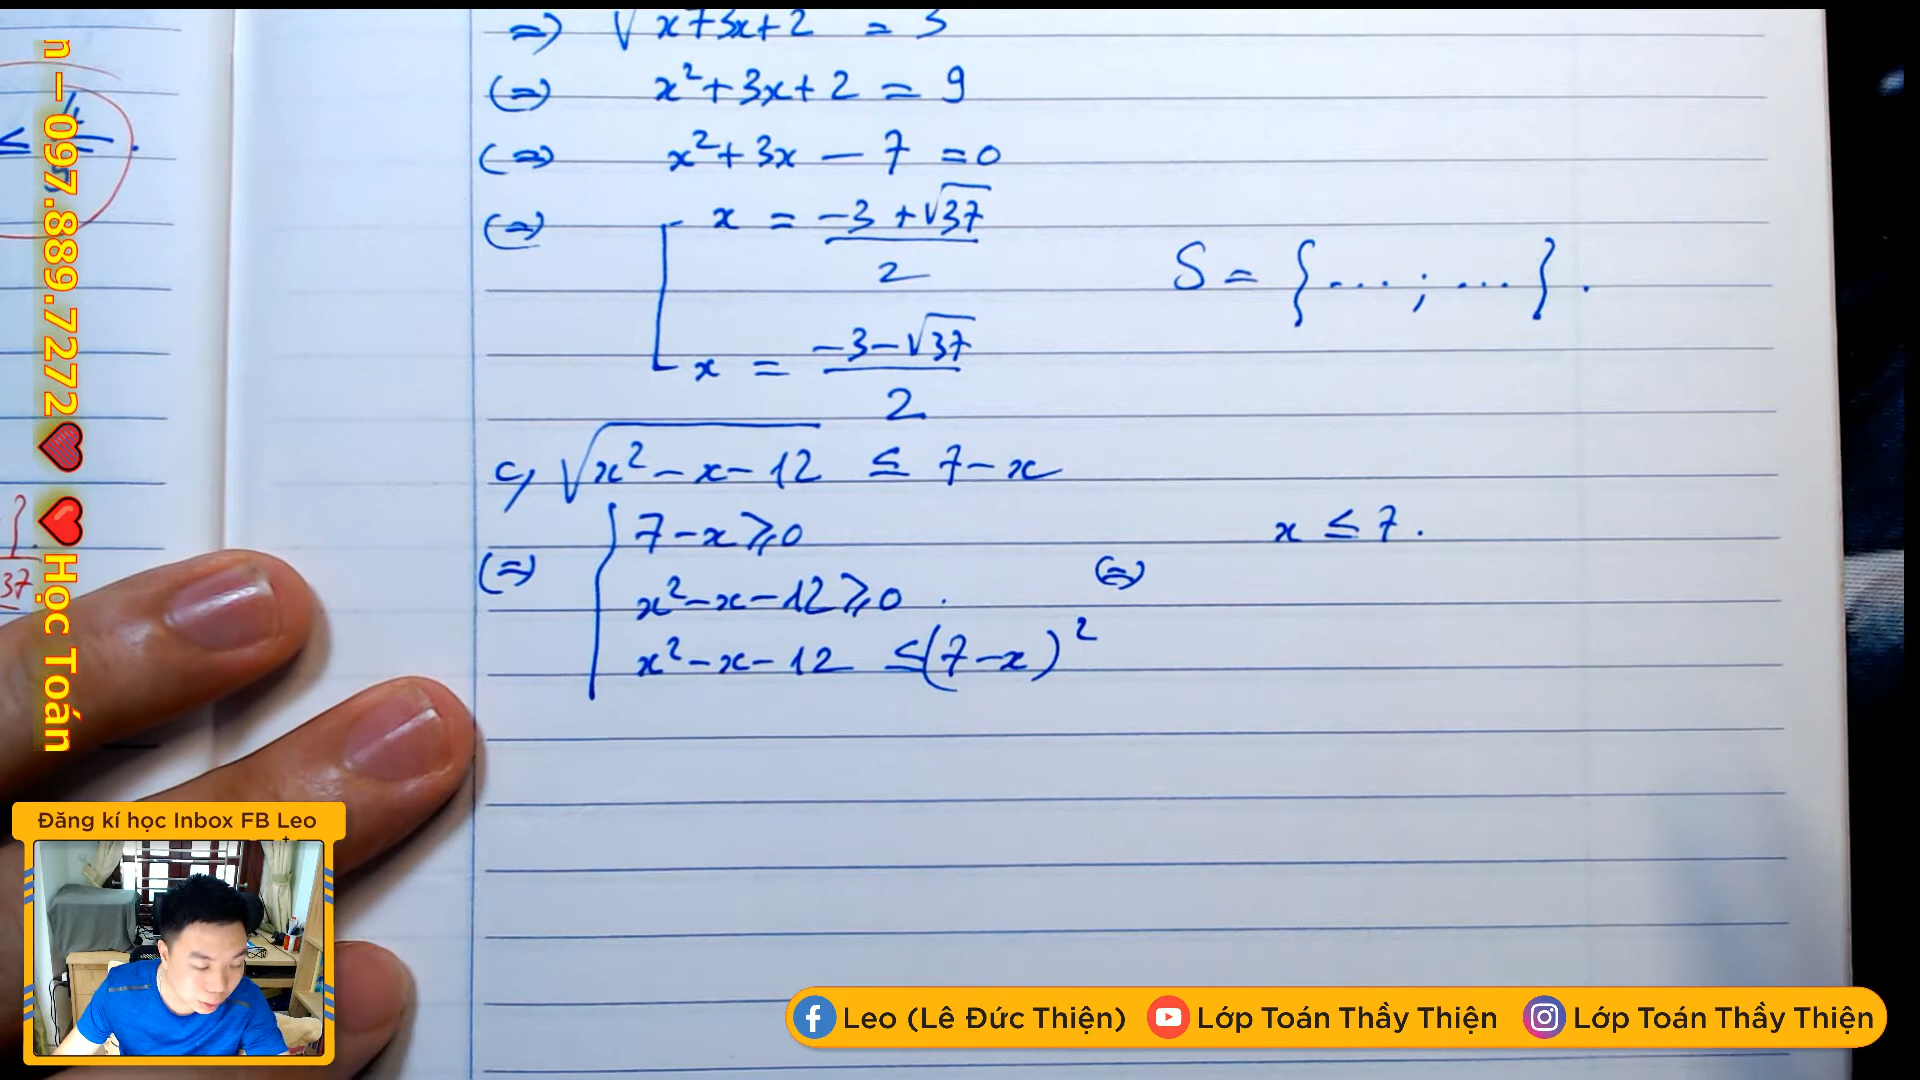 ⇒ √x²+3x+2 = 3
⇔ x²+3x+2 = 9
⇔ x²+3x − 7 = 0
⇔ [ x = (−3+√37)/2
x = (−3−√37)/2
S = {...; ...}.
c, √x²−x−12 ≤ 7−x
⇔ { 7−x ≥ 0
x²−x−12 ≥ 0.
x²−x−12 ≤ (7−x)²
⇔ x ≤ 7.
n – 097.889.7272 ♥ ♥ Học Toán
37
Đăng kí học Inbox FB Leo
Leo (Lê Đức Thiện) Lớp Toán Thầy Thiện Lớp Toán Thầy Thiện